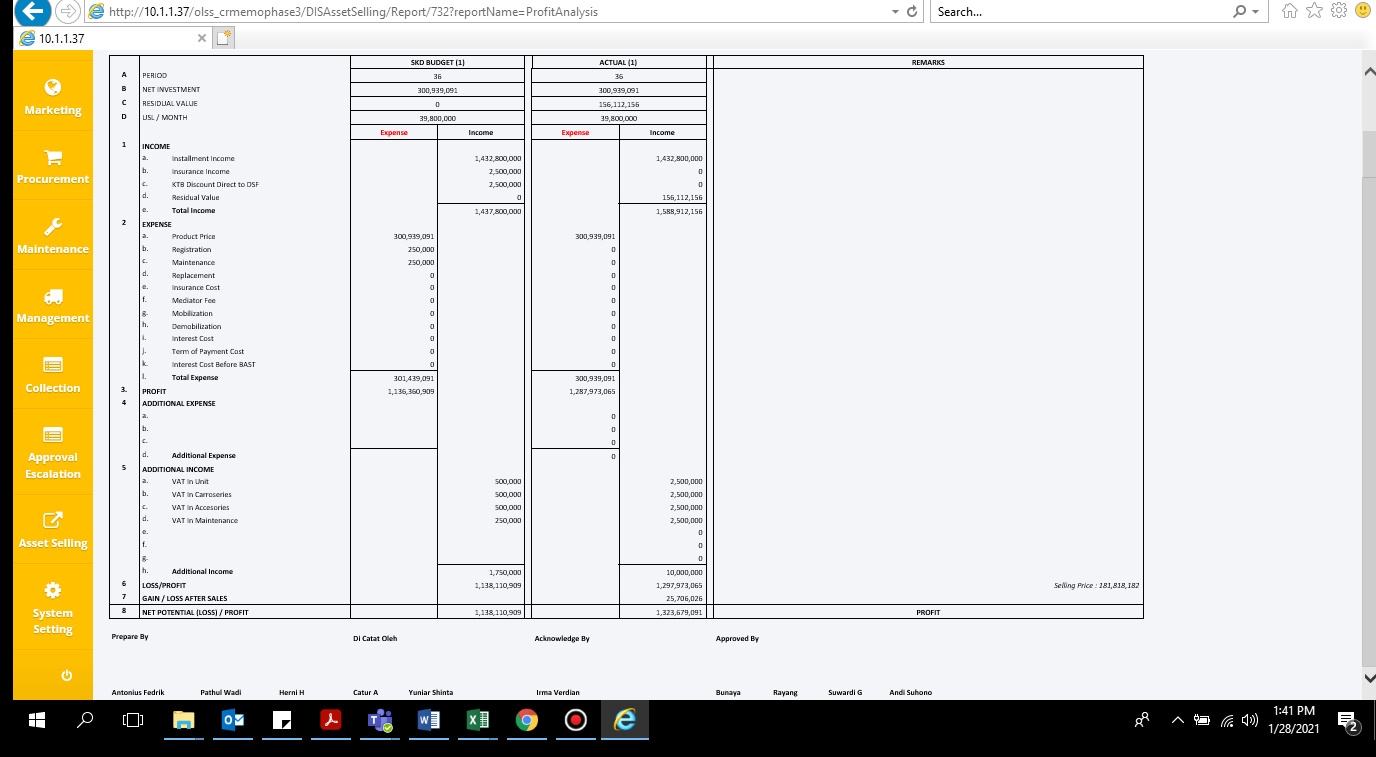 http://10.1.1.37/olss_crmemophase3/DISAssetSelling/Report/732?reportName=ProfitAnalysis Search...
10.1.1.37
Marketing
Procurement
Maintenance
Management
Collection
Approval
Escalation
Asset Selling
System
Setting
SKD BUDGET (1) ACTUAL (1) REMARKS
A PERIOD 36 36
B NET INVESTMENT 300,939,091 300,939,091
C RESIDUAL VALUE 0 156,112,156
D USL / MONTH 39,800,000 39,800,000
Expense Income Expense Income
1 INCOME
a. Installment Income 1,432,800,000 1,432,800,000
b. Insurance Income 2,500,000 0
c. KTB Discount Direct to DSF 2,500,000 0
d. Residual Value 0 156,112,156
e. Total Income 1,437,800,000 1,588,912,156
2 EXPENSE
a. Product Price 300,939,091 300,939,091
b. Registration 250,000 0
c. Maintenance 250,000 0
d. Replacement 0 0
e. Insurance Cost 0 0
f. Mediator Fee 0 0
g. Mobilization 0 0
h. Demobilization 0 0
i. Interest Cost 0 0
j. Term of Payment Cost 0 0
k. Interest Cost Before BAST 0 0
l. Total Expense 301,439,091 300,939,091
3. PROFIT 1,136,360,909 1,287,973,065
4 ADDITIONAL EXPENSE
a. 0
b. 0
c. 0
d. Additional Expense 0
5 ADDITIONAL INCOME
a. VAT In Unit 500,000 2,500,000
b. VAT In Carroseries 500,000 2,500,000
c. VAT In Accesories 500,000 2,500,000
d. VAT In Maintenance 250,000 2,500,000
e. 0
f. 0
g. 0
h. Additional Income 1,750,000 10,000,000
6 LOSS/PROFIT 1,138,110,909 1,297,973,065 Selling Price : 181,818,182
7 GAIN / LOSS AFTER SALES 25,706,026
8 NET POTENTIAL (LOSS) / PROFIT 1,138,110,909 1,323,679,091 PROFIT
Prepare By Di Catat Oleh Acknowledge By Approved By
Antonius Fedrik Pathul Wadi Herni H Catur A Yuniar Shinta Irma Verdian Bunaya Rayang Suwardi G Andi Suhono
1:41 PM
1/28/2021
2